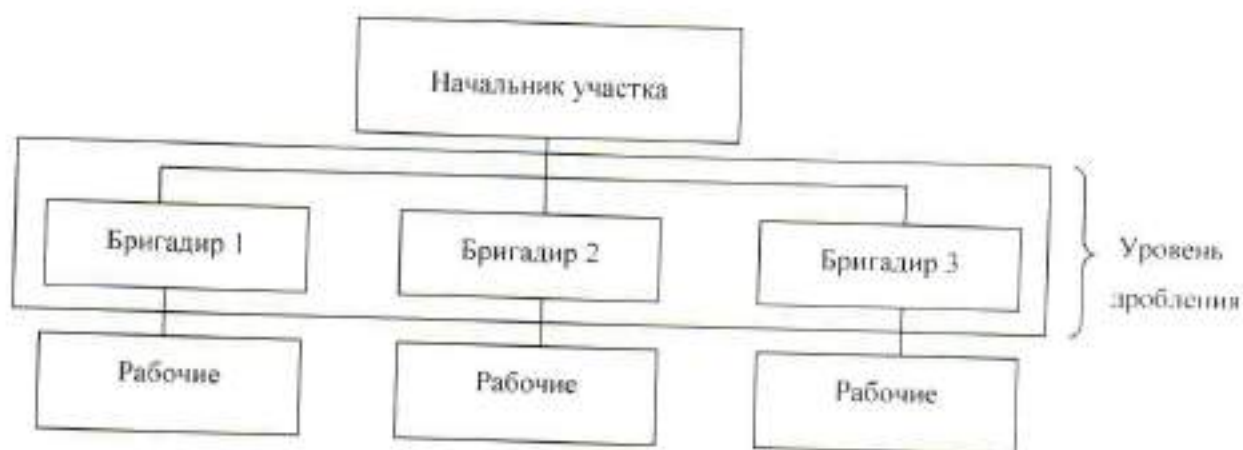 Начальник участка
Бригадир 1
Бригадир 2
Бригадир 3
Уровень
дробления
Рабочие
Рабочие
Рабочие